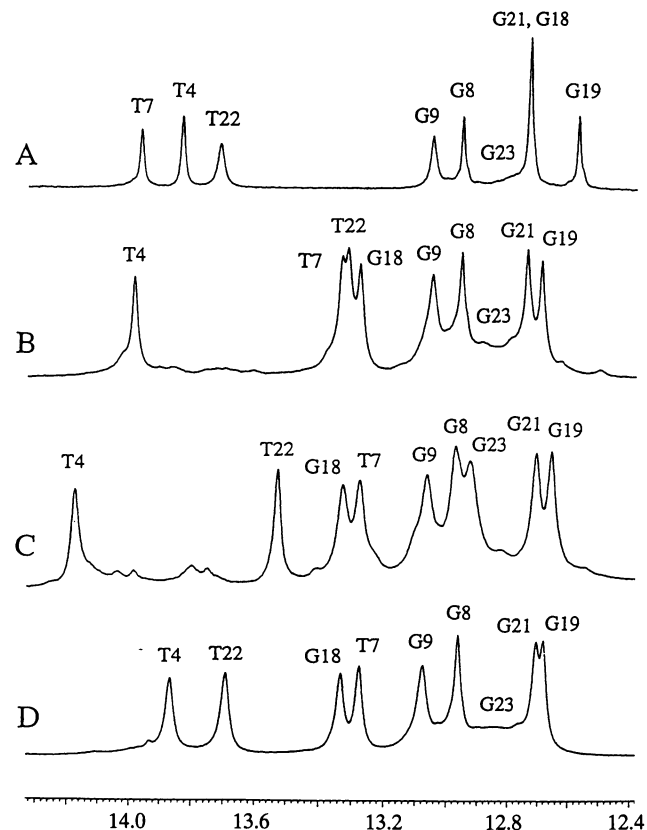 G21, G18
T7 T4 T22 G9 G8 G23 G19
A
T22
T4 T7 G18 G9 G8 G23 G21 G19
B
T4 T22 G18 T7 G9 G8 G23 G21 G19
C
T4 T22 G18 T7 G9 G8 G23 G21 G19
D
14.0 13.6 13.2 12.8 12.4